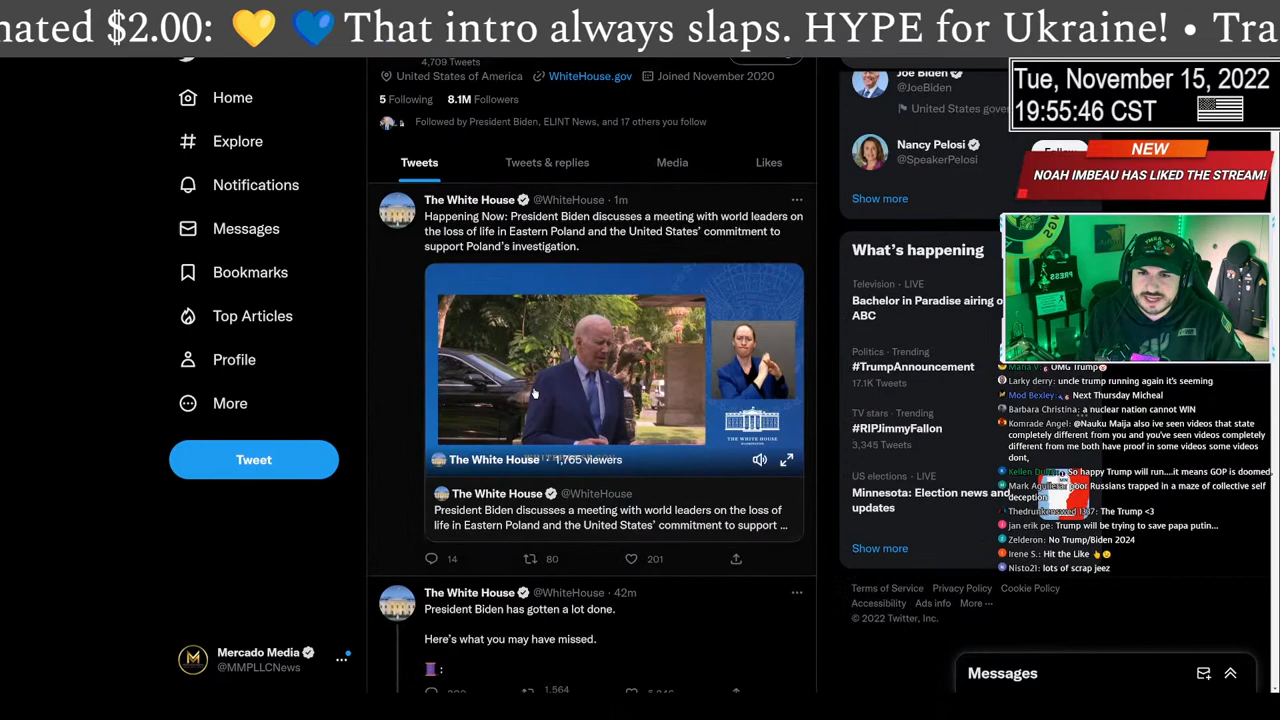 nated $2.00: 💛 💙 That intro always slaps. HYPE for Ukraine! • Tra
4,709 Tweets
United States of America WhiteHouse.gov Joined November 2020
5 Following 8.1M Followers
Followed by President Biden, ELINT News, and 17 others you follow
Tweets Tweets & replies Media Likes
Home
Explore
Notifications
Messages
Bookmarks
Top Articles
Profile
More
Tweet
Mercado Media
@MMPLLCNews
The White House @WhiteHouse · 1m
Happening Now: President Biden discusses a meeting with world leaders on
the loss of life in Eastern Poland and the United States' commitment to
support Poland's investigation.
THE WHITE HOUSE
WASHINGTON
The White House · 1,765 viewers
The White House @WhiteHouse
President Biden discusses a meeting with world leaders on the loss of
life in Eastern Poland and the United States' commitment to support ...
14 80 201
The White House @WhiteHouse · 42m
President Biden has gotten a lot done.
Here's what you may have missed.
🧵:
1,564
Joe Biden
@JoeBiden
United States gover
Nancy Pelosi
@SpeakerPelosi
Show more
What's happening
Television · LIVE
Bachelor in Paradise airing o
ABC
Politics · Trending
#TrumpAnnouncement
17.1K Tweets
TV stars · Trending
#RIPJimmyFallon
3,345 Tweets
US elections · LIVE
Minnesota: Election news and
updates
Show more
Terms of Service Privacy Policy Cookie Policy
Accessibility Ads info More ···
© 2022 Twitter, Inc.
Messages
Tue, November 15, 2022
19:55:46 CST
NEW
NOAH IMBEAU HAS LIKED THE STREAM!
PRESS
U.S. ARMY
Maria V: OMG Trump
Larky derry: uncle trump running again it's seeming
Mod Bexley: Next Thursday Micheal
Barbara Christina: a nuclear nation cannot WIN
Komrade Angel: @Nauku Maija also ive seen videos that state
completely different from you and you've seen videos completely
different from me both have proof in some videos some videos
dont,
So happy Trump will run....it means GOP is doomed
poor Russians trapped in a maze of collective self
deception
The Trump <3
jan erik pe: Trump will be trying to save papa putin...
Zelderon: No Trump/Biden 2024
Irene S.: Hit the Like
Nisto21: lots of scrap jeez